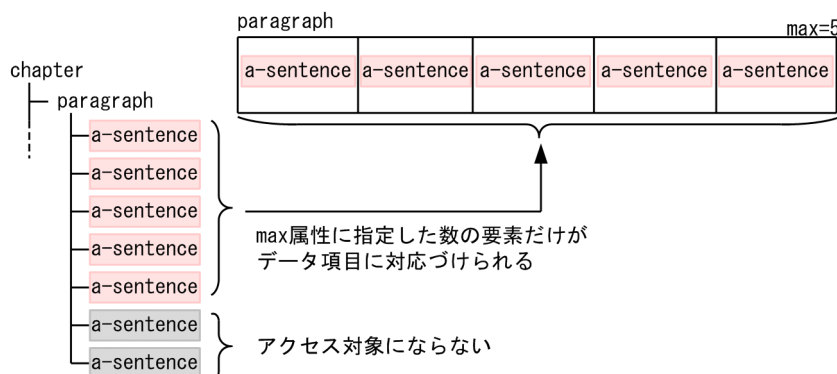 paragraph
max=5
a-sentence a-sentence a-sentence a-sentence a-sentence
chapter
paragraph
a-sentence
a-sentence
a-sentence
a-sentence
a-sentence
max属性に指定した数の要素だけが
データ項目に対応づけられる
a-sentence
a-sentence
アクセス対象にならない